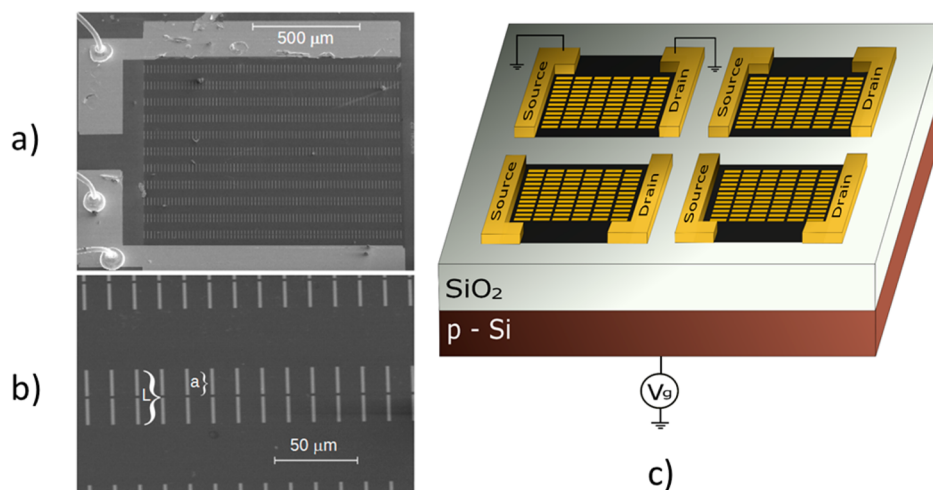 a)
500 μm
b)
L
a
50 μm
Source
Drain
Source
Drain
Source
Drain
Source
Drain
SiO₂
p - Si
Vg
c)